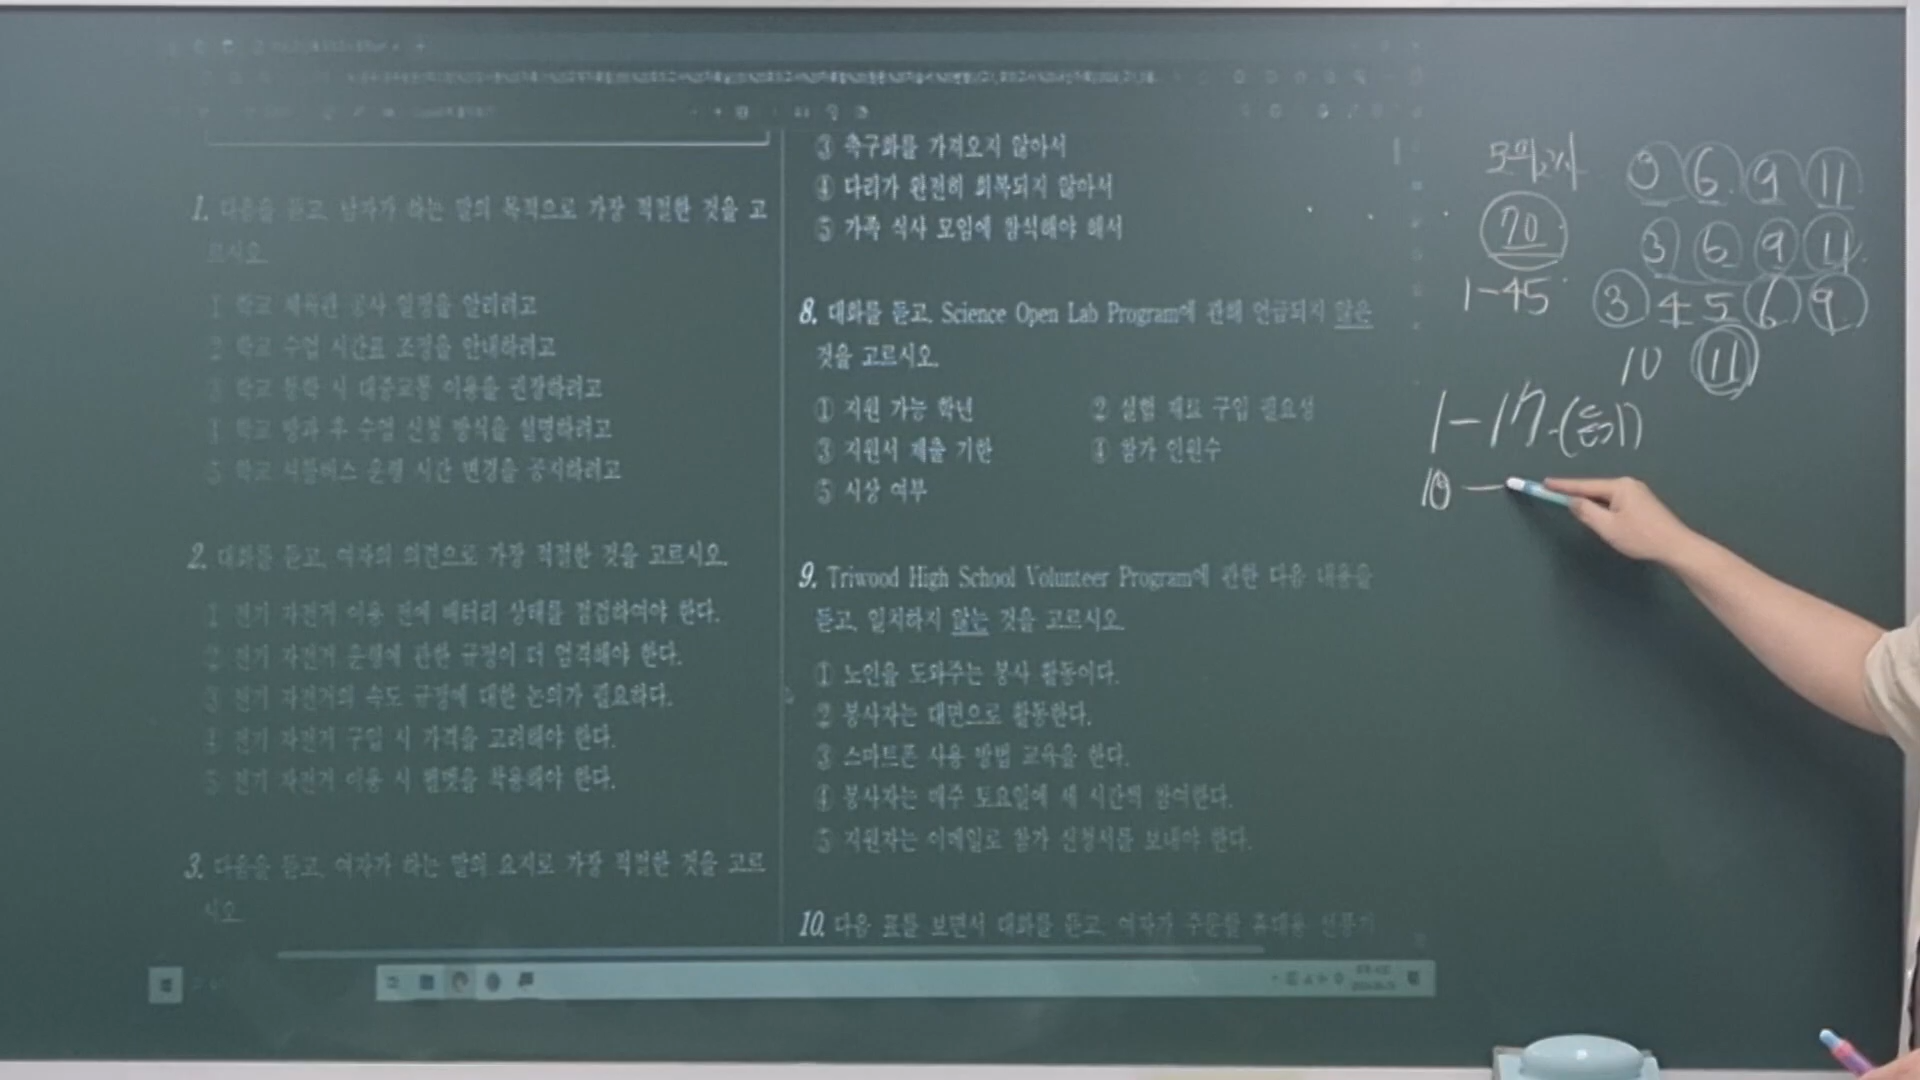 1. 다음을 듣고, 남자가 하는 말의 목적으로 가장 적절한 것을 고
르시오.
① 학교 체육관 공사 일정을 알리려고
② 학교 수업 시간표 조정을 안내하려고
③ 학교 통학 시 대중교통 이용을 권장하려고
④ 학교 방과 후 수업 신청 방식을 설명하려고
⑤ 학교 셔틀버스 운행 시간 변경을 공지하려고
2. 대화를 듣고, 여자의 의견으로 가장 적절한 것을 고르시오.
① 전기 자전거 이용 전에 배터리 상태를 점검하여야 한다.
② 전기 자전거 운행에 관한 규정이 더 엄격해야 한다.
③ 전기 자전거의 속도 규정에 대한 논의가 필요하다.
④ 전기 자전거 구입 시 가격을 고려해야 한다.
⑤ 전기 자전거 이용 시 헬멧을 착용해야 한다.
3. 다음을 듣고, 여자가 하는 말의 요지로 가장 적절한 것을 고르
시오.
③ 축구화를 가져오지 않아서
④ 다리가 완전히 회복되지 않아서
⑤ 가족 식사 모임에 참석해야 해서
8. 대화를 듣고, Science Open Lab Program에 관해 언급되지 않은
것을 고르시오.
① 지원 가능 학년 ② 실험 재료 구입 필요성
③ 지원서 제출 기한 ④ 참가 인원수
⑤ 시상 여부
9. Triwood High School Volunteer Program에 관한 다음 내용을
듣고, 일치하지 않는 것을 고르시오.
① 노인을 도와주는 봉사 활동이다.
② 봉사자는 대면으로 활동한다.
③ 스마트폰 사용 방법 교육을 한다.
④ 봉사자는 매주 토요일에 세 시간씩 참여한다.
⑤ 지원자는 이메일로 참가 신청서를 보내야 한다.
10. 다음 표를 보면서 대화를 듣고, 여자가 주문할 휴대용 선풍기
모의고사 6 9 11
70 3 6 9 11
1-45 3 4 5 6 9
10 11
1-17-(듣기)